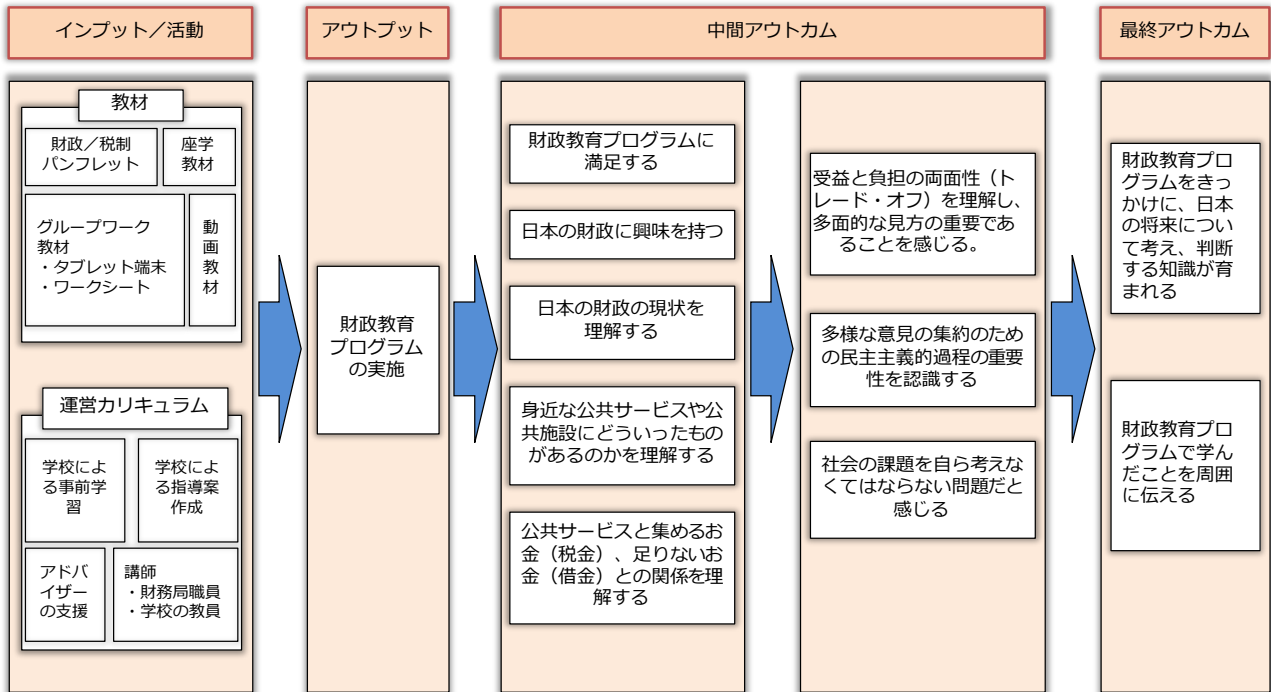 インプット／活動
アウトプット
中間アウトカム
最終アウトカム
教材
財政／税制
パンフレット
座学
教材
グループワーク
教材
・タブレット端末
・ワークシート
動
画
教
材
運営カリキュラム
学校によ
る事前学
習
学校によ
る指導案
作成
アドバ
イザー
の支援
講師
・財務局職員
・学校の教員
財政教育
プログラム
の実施
財政教育プログラムに
満足する
日本の財政に興味を持つ
日本の財政の現状を
理解する
身近な公共サービスや公
共施設にどういったもの
があるのかを理解する
公共サービスと集めるお
金（税金）、足りないお
金（借金）との関係を理
解する
受益と負担の両面性（ト
レード・オフ）を理解し、
多面的な見方の重要であ
ることを感じる。
多様な意見の集約のため
の民主主義的過程の重要
性を認識する
社会の課題を自ら考えな
くてはならない問題だと
感じる
財政教育プロ
グラムをきっ
かけに、日本
の将来につい
て考え、判断
する知識が育
まれる
財政教育プロ
グラムで学ん
だことを周囲
に伝える